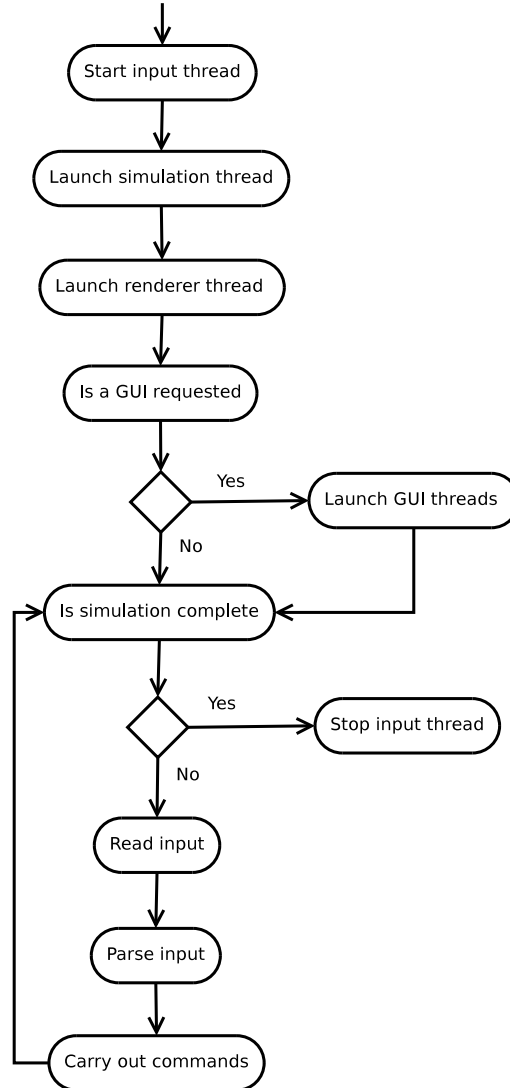 Start input thread
Launch simulation thread
Launch renderer thread
Is a GUI requested
Yes
Launch GUI threads
No
Is simulation complete
Yes
Stop input thread
No
Read input
Parse input
Carry out commands